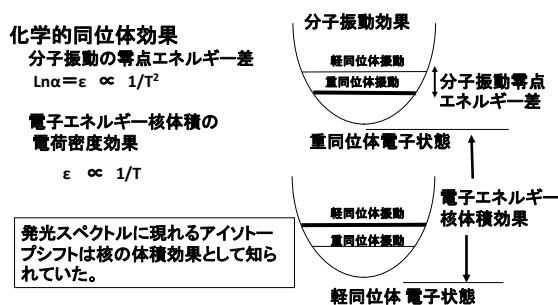 化学的同位体効果
分子振動の零点エネルギー差
Lnα＝ε ∝ 1/T²
電子エネルギー核体積の
電荷密度効果
ε ∝ 1/T
発光スペクトルに現れるアイソトー
プシフトは核の体積効果として知ら
れていた。
分子振動効果
軽同位体振動
重同位体振動
分子振動零点
エネルギー差
重同位体電子状態
電子エネルギー
核体積効果
軽同位体振動
重同位体振動
軽同位体 電子状態